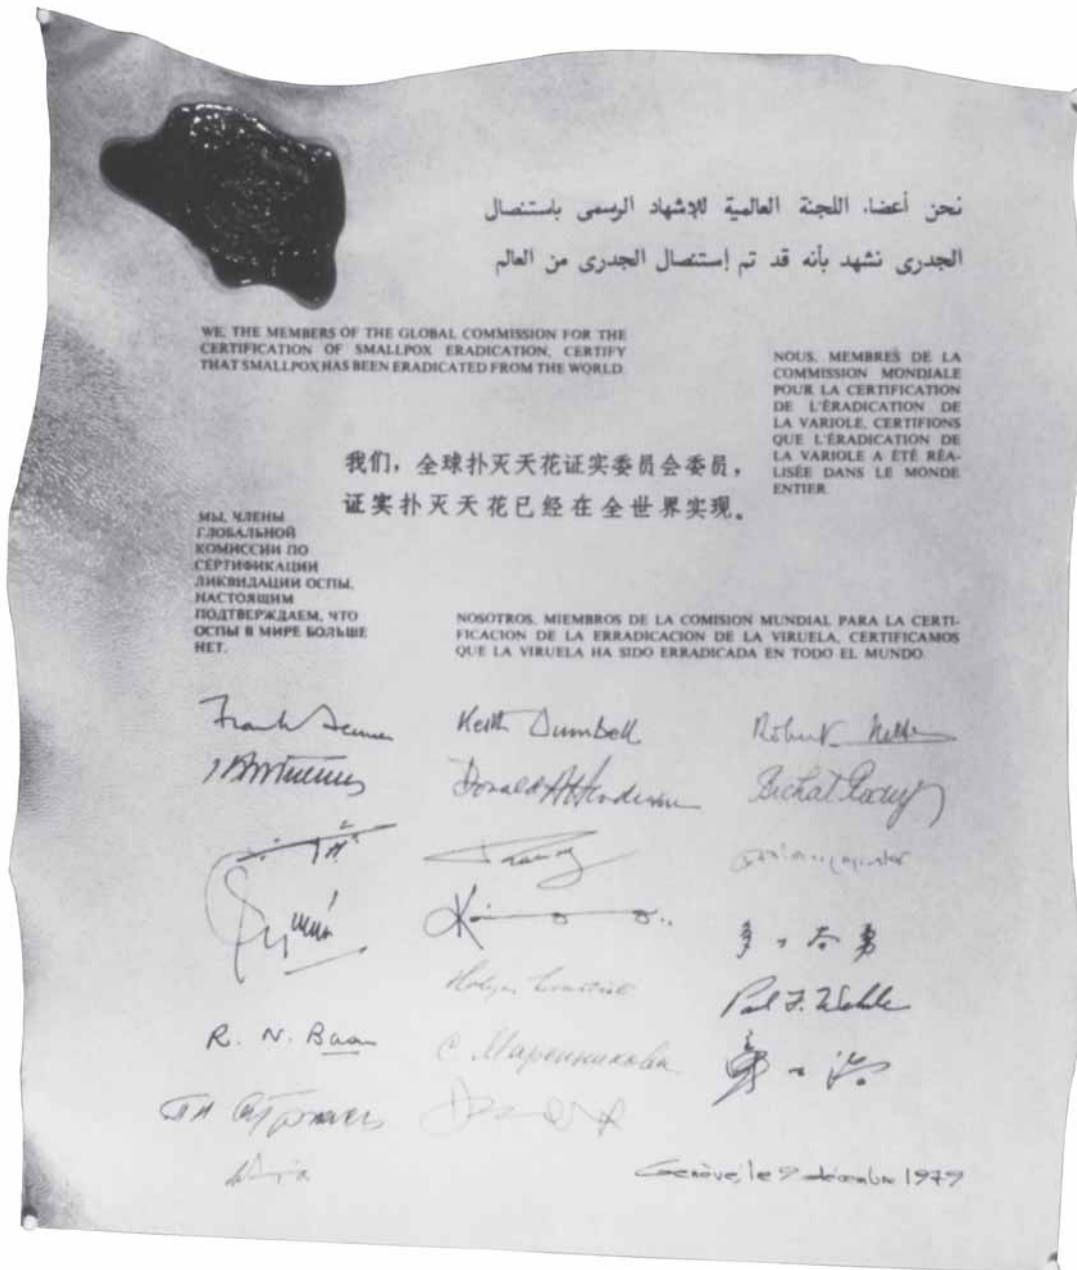 نحن أعضاء اللجنة العالمية للإشهاد الرسمى باستئصال
الجدرى نشهد بأنه قد تم إستئصال الجدرى من العالم
WE, THE MEMBERS OF THE GLOBAL COMMISSION FOR THE
CERTIFICATION OF SMALLPOX ERADICATION, CERTIFY
THAT SMALLPOX HAS BEEN ERADICATED FROM THE WORLD.
NOUS, MEMBRES DE LA
COMMISSION MONDIALE
POUR LA CERTIFICATION
DE L'ÉRADICATION DE
LA VARIOLE, CERTIFIONS
QUE L'ÉRADICATION DE
LA VARIOLE A ÉTÉ RÉA-
LISÉE DANS LE MONDE
ENTIER.
我们，全球扑灭天花证实委员会委员，
证实扑灭天花已经在全世界实现。
МЫ, ЧЛЕНЫ
ГЛОБАЛЬНОЙ
КОМИССИИ ПО
СЕРТИФИКАЦИИ
ЛИКВИДАЦИИ ОСПЫ,
НАСТОЯЩИМ
ПОДТВЕРЖДАЕМ, ЧТО
ОСПЫ В МИРЕ БОЛЬШЕ
НЕТ.
NOSOTROS, MIEMBROS DE LA COMISION MUNDIAL PARA LA CERTI-
FICACION DE LA ERRADICACION DE LA VIRUELA, CERTIFICAMOS
QUE LA VIRUELA HA SIDO ERRADICADA EN TODO EL MUNDO.
Frank Fenner Keith Dumbell Robert Netter
Donald A Henderson
Paul F. Wehrle
R. N. Basu С. Маренникова
Genève, le 9 décembre 1979